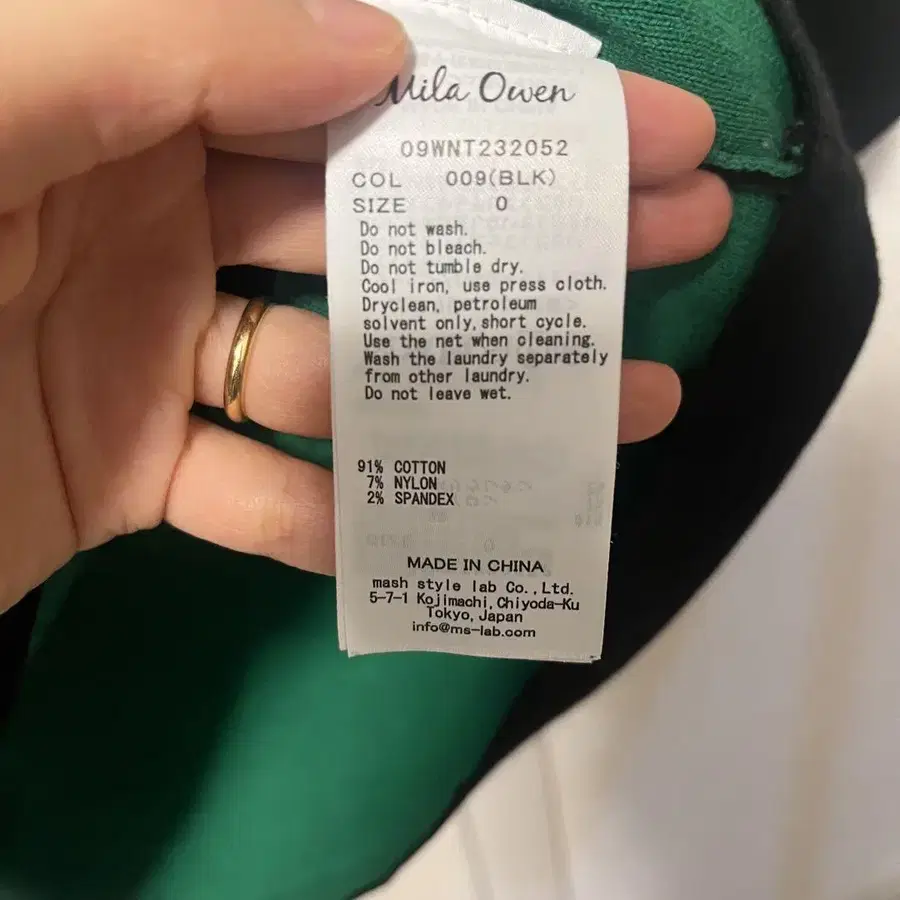 Mila Owen
09WNT232052
COL 009(BLK)
SIZE 0
Do not wash.
Do not bleach.
Do not tumble dry.
Cool iron, use press cloth.
Dryclean, petroleum
solvent only, short cycle.
Use the net when cleaning.
Wash the laundry separately
from other laundry.
Do not leave wet.
91% COTTON
7% NYLON
2% SPANDEX
MADE IN CHINA
mash style lab Co.,Ltd.
5-7-1 Kojimachi, Chiyoda-Ku
Tokyo, Japan
info@ms-lab.com